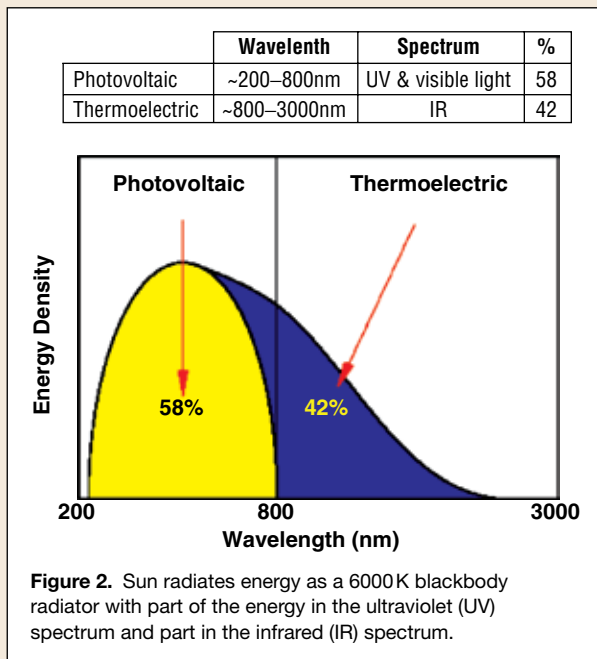 Wavelenth Spectrum %
Photovoltaic ~200–800nm UV & visible light 58
Thermoelectric ~800–3000nm IR 42
Photovoltaic Thermoelectric
Energy Density
58% 42%
200 800 3000
Wavelength (nm)
Figure 2. Sun radiates energy as a 6000 K blackbody
radiator with part of the energy in the ultraviolet (UV)
spectrum and part in the infrared (IR) spectrum.